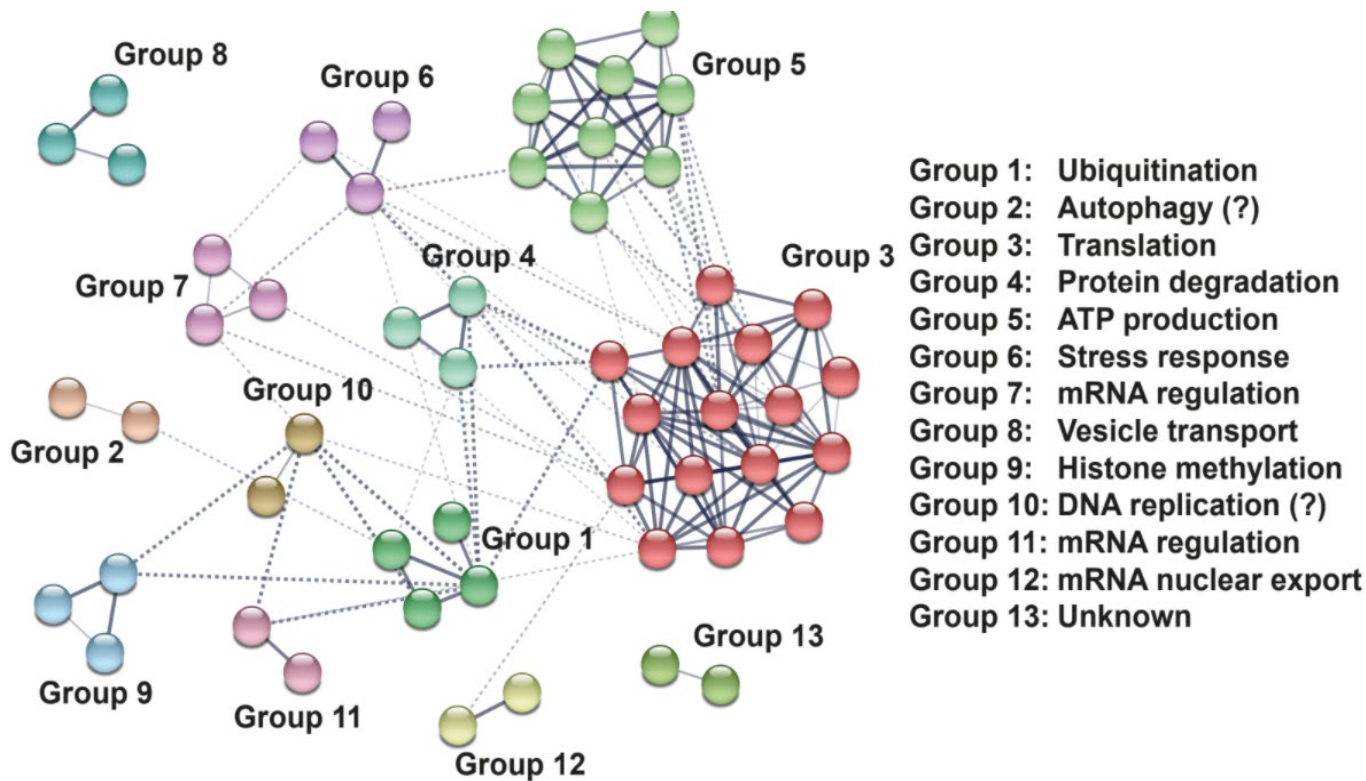 Group 8
Group 6
Group 5
Group 4
Group 3
Group 7
Group 10
Group 2
Group 1
Group 13
Group 9
Group 11
Group 12
Group 1: Ubiquitination
Group 2: Autophagy (?)
Group 3: Translation
Group 4: Protein degradation
Group 5: ATP production
Group 6: Stress response
Group 7: mRNA regulation
Group 8: Vesicle transport
Group 9: Histone methylation
Group 10: DNA replication (?)
Group 11: mRNA regulation
Group 12: mRNA nuclear export
Group 13: Unknown